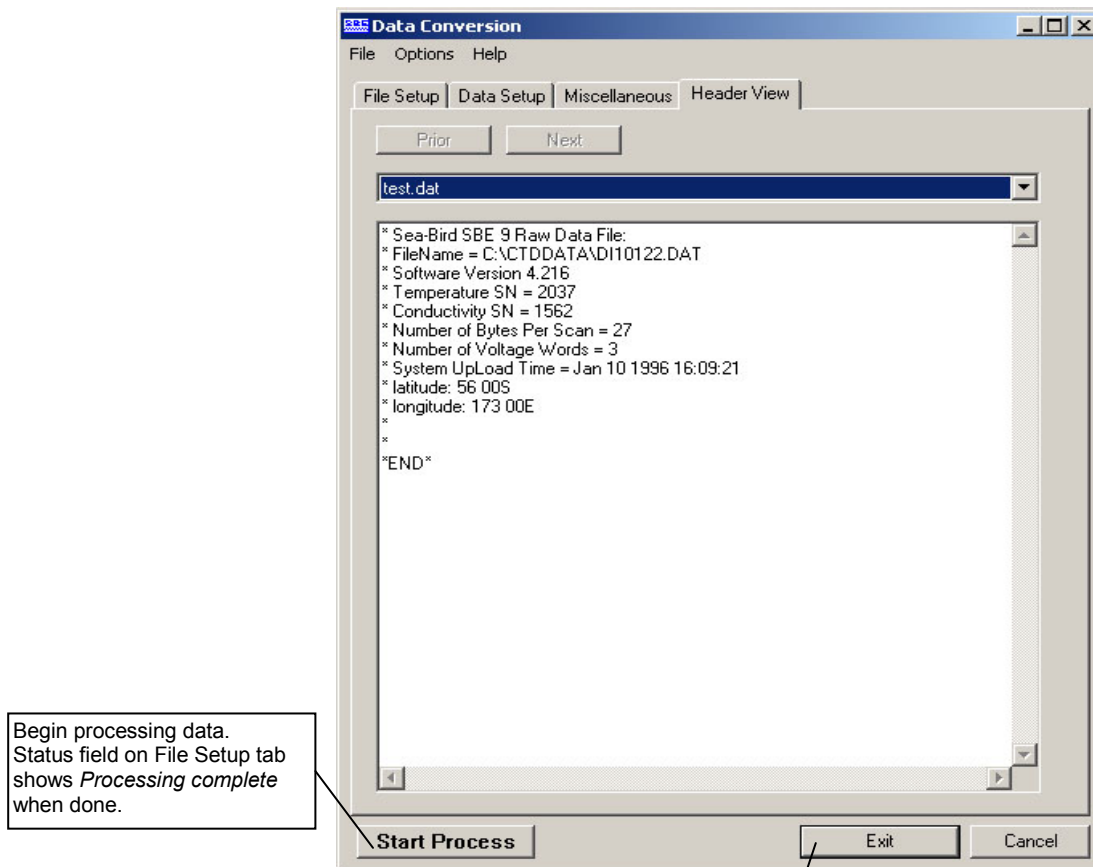 SBE Data Conversion
File Options Help
File Setup Data Setup Miscellaneous Header View
Prior Next
test.dat
* Sea-Bird SBE 9 Raw Data File:
* FileName = C:\CTDDATA\DI10122.DAT
* Software Version 4.216
* Temperature SN = 2037
* Conductivity SN = 1562
* Number of Bytes Per Scan = 27
* Number of Voltage Words = 3
* System UpLoad Time = Jan 10 1996 16:09:21
* latitude: 56 00S
* longitude: 173 00E
*
*
*END*
Begin processing data.
Status field on File Setup tab
shows Processing complete
when done.
Start Process Exit Cancel